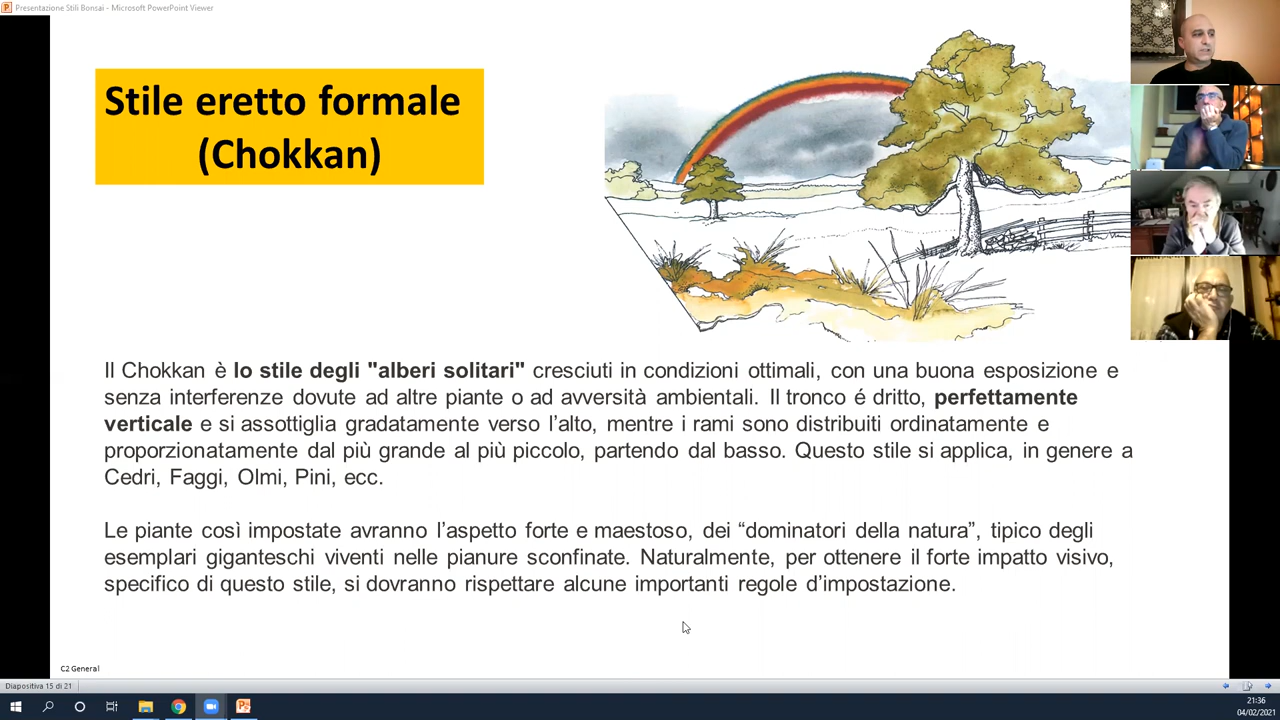 Presentazione Stili Bonsai - Microsoft PowerPoint Viewer
Stile eretto formale
(Chokkan)
Il Chokkan è lo stile degli "alberi solitari" cresciuti in condizioni ottimali, con una buona esposizione e
senza interferenze dovute ad altre piante o ad avversità ambientali. Il tronco é dritto, perfettamente
verticale e si assottiglia gradatamente verso l’alto, mentre i rami sono distribuiti ordinatamente e
proporzionatamente dal più grande al più piccolo, partendo dal basso. Questo stile si applica, in genere a
Cedri, Faggi, Olmi, Pini, ecc.
Le piante così impostate avranno l’aspetto forte e maestoso, dei “dominatori della natura”, tipico degli
esemplari giganteschi viventi nelle pianure sconfinate. Naturalmente, per ottenere il forte impatto visivo,
specifico di questo stile, si dovranno rispettare alcune importanti regole d’impostazione.
C2 General
Diapositiva 15 di 21
21:36
04/02/2021